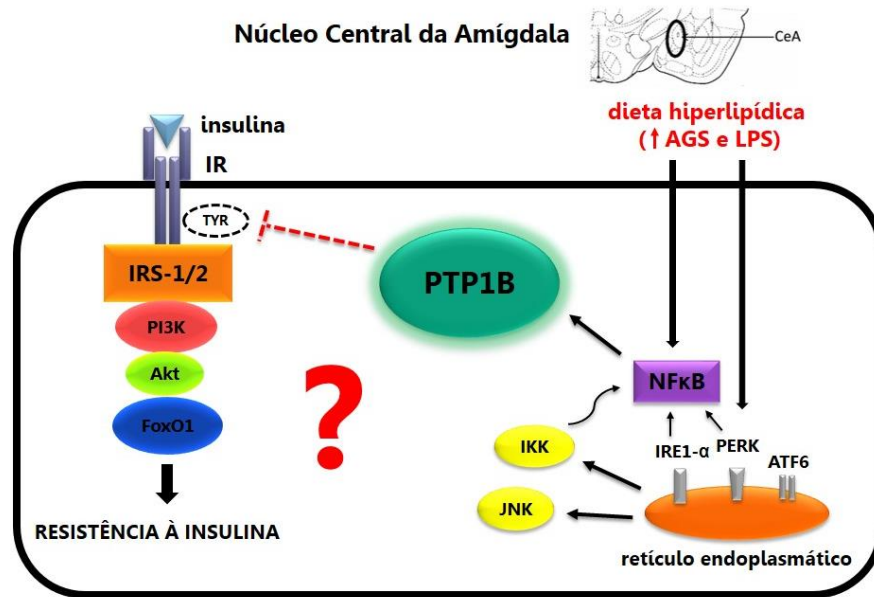 Núcleo Central da Amígdala
CeA
dieta hiperlipídica
(↑ AGS e LPS)
insulina
IR
TYR
IRS-1/2
PI3K
Akt
FoxO1
RESISTÊNCIA À INSULINA
?
PTP1B
NFκB
IKK
JNK
IRE1-α
PERK
ATF6
retículo endoplasmático